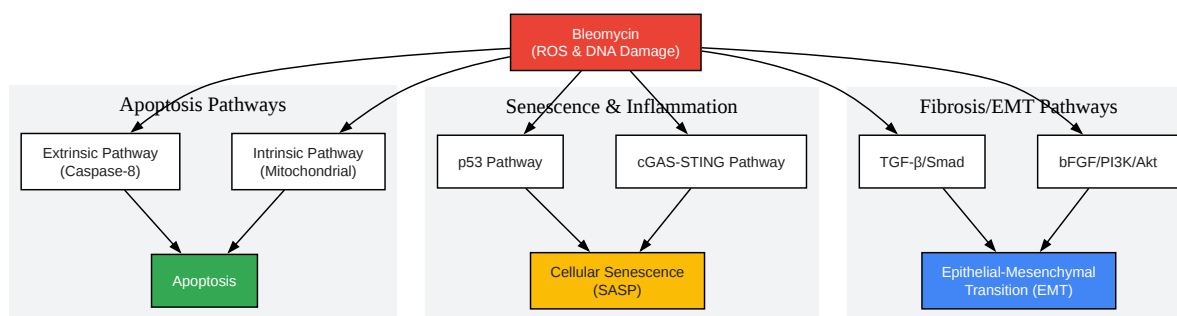 Bleomycin
(ROS & DNA Damage)
Apoptosis Pathways
Senescence & Inflammation
Fibrosis/EMT Pathways
Extrinsic Pathway
(Caspase-8)
Intrinsic Pathway
(Mitochondrial)
p53 Pathway
cGAS-STING Pathway
TGF-β/Smad
bFGF/PI3K/Akt
Apoptosis
Cellular Senescence
(SASP)
Epithelial-Mesenchymal
Transition (EMT)